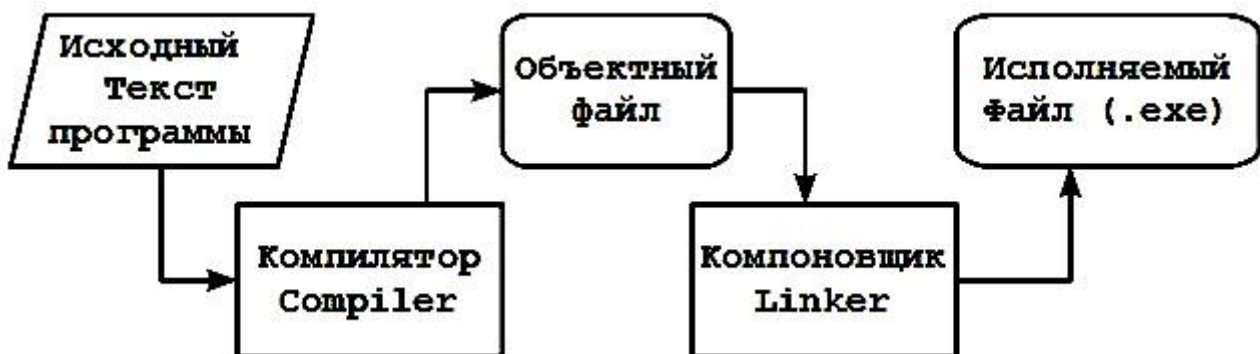 Исходный
Текст
программы
Компилятор
Compiler
Объектный
файл
Компоновщик
Linker
Исполняемый
Файл (.exe)